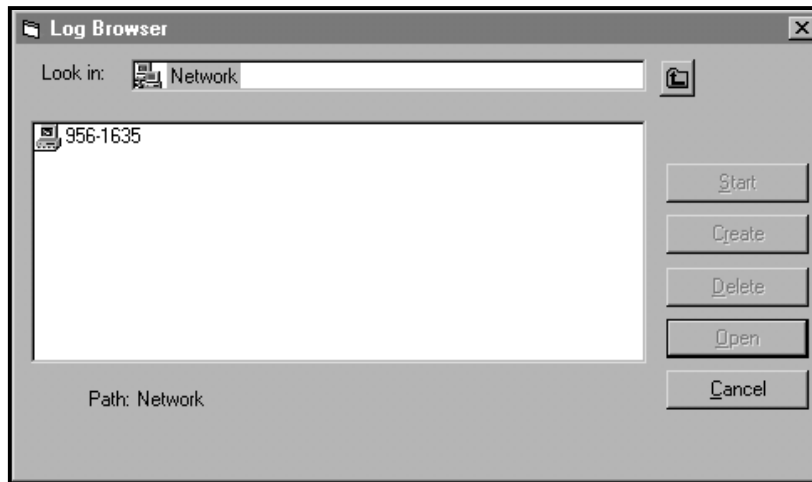 Log Browser
Look in: Network
956-1635
Start
Create
Delete
Open
Cancel
Path: Network